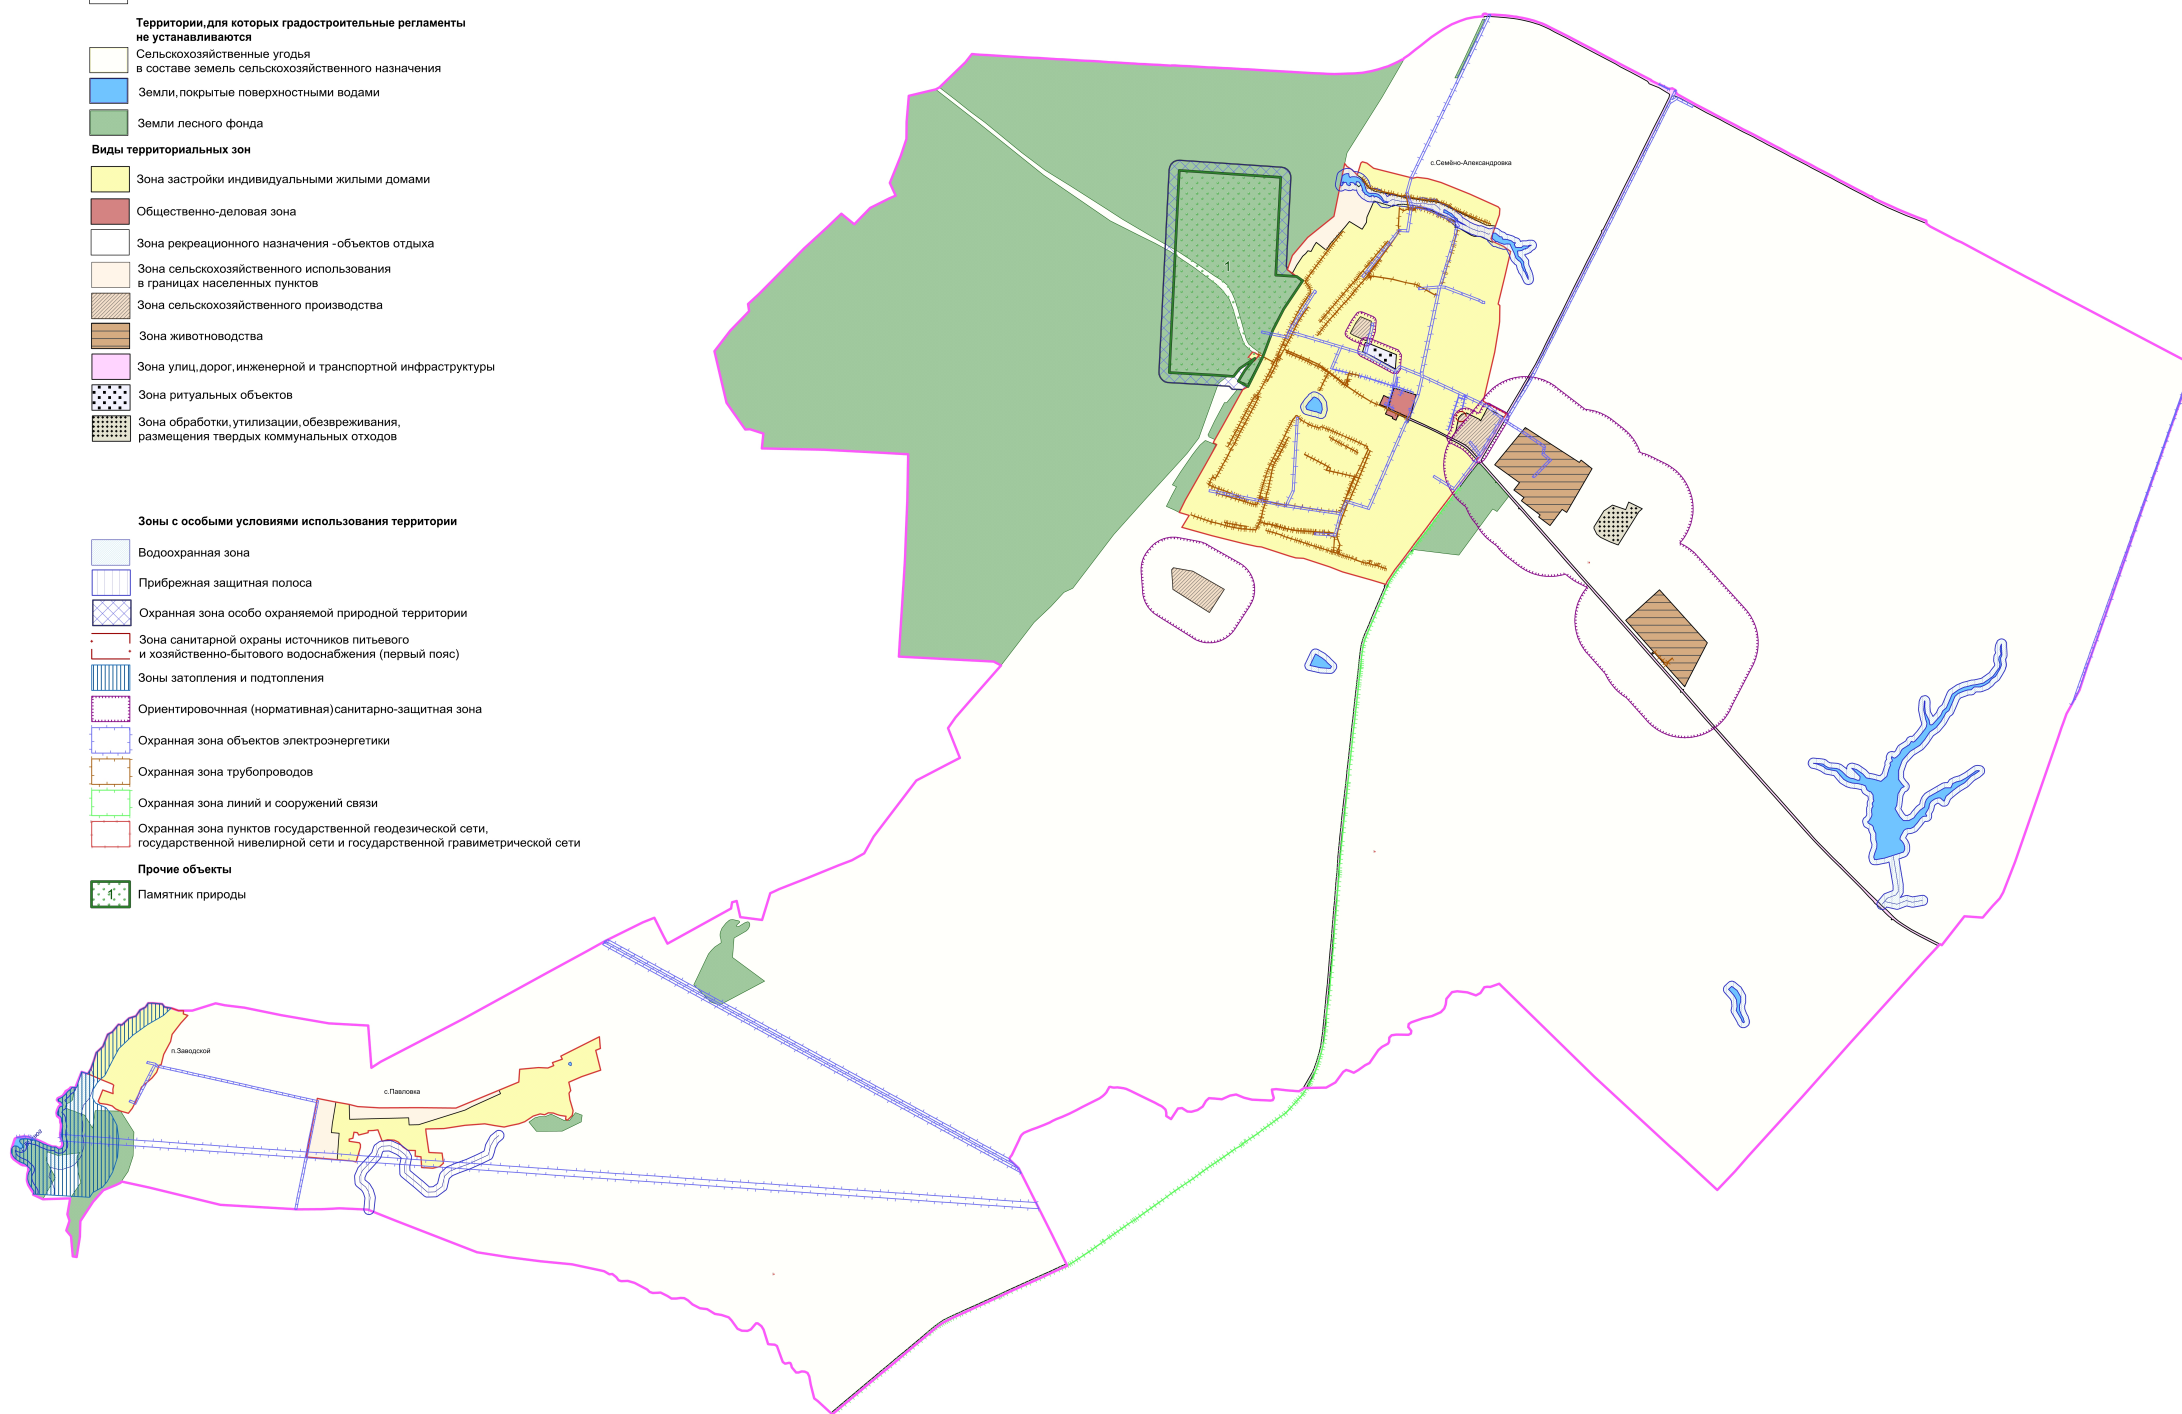 Территории,для которых градостроительные регламенты
не устанавливаются
Сельскохозяйственные угодья
в составе земель сельскохозяйственного назначения
Земли,покрытые поверхностными водами
Земли лесного фонда
Виды территориальных зон
Зона застройки индивидуальными жилыми домами
Общественно-деловая зона
Зона рекреационного назначения -объектов отдыха
Зона сельскохозяйственного использования
в границах населенных пунктов
Зона сельскохозяйственного производства
Зона животноводства
Зона улиц,дорог,инженерной и транспортной инфраструктуры
Зона ритуальных объектов
Зона обработки,утилизации,обезвреживания,
размещения твердых коммунальных отходов
Зоны с особыми условиями использования территории
Водоохранная зона
Прибрежная защитная полоса
Охранная зона особо охраняемой природной территории
Зона санитарной охраны источников питьевого
и хозяйственно-бытового водоснабжения (первый пояс)
Зоны затопления и подтопления
Ориентировочнная (нормативная)санитарно-защитная зона
Охранная зона объектов электроэнергетики
Охранная зона трубопроводов
Охранная зона линий и сооружений связи
Охранная зона пунктов государственной геодезической сети,
государственной нивелирной сети и государственной гравиметрической сети
Прочие объекты
1
Памятник природы
с.Семёно-Александровка
1
п.Заводской
с.Павловка